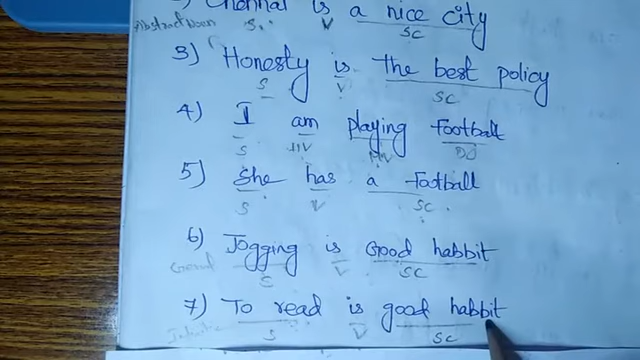 Chennai is a nice city
Abstract Noun S V SC
3) Honesty is the best policy
S V SC
4) I am playing Football
S HV MV DO
5) She has a Football
S V SC
6) Jogging is Good habbit
Gerund S V SC
7) To read is good habbit
S V SC